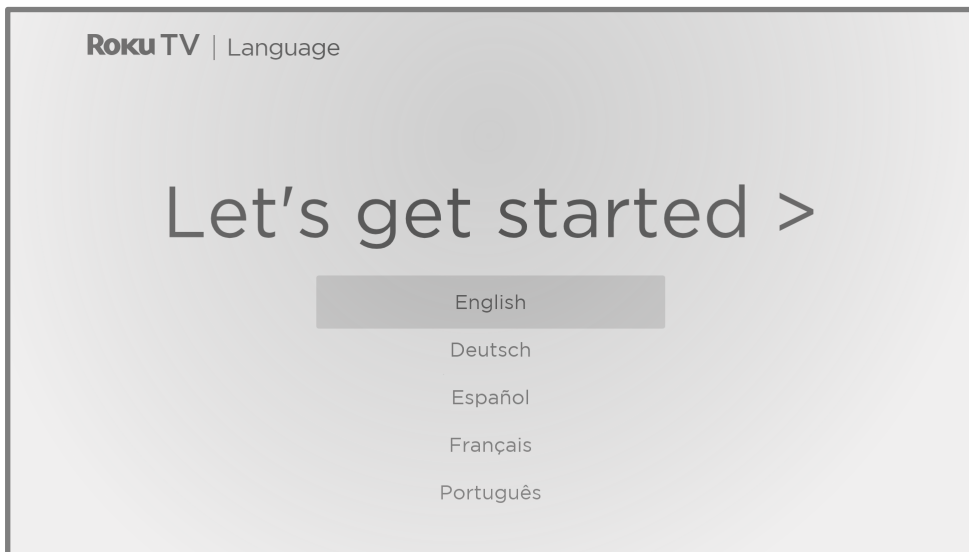 Roku TV | Language
Let's get started >
English
Deutsch
Español
Français
Português